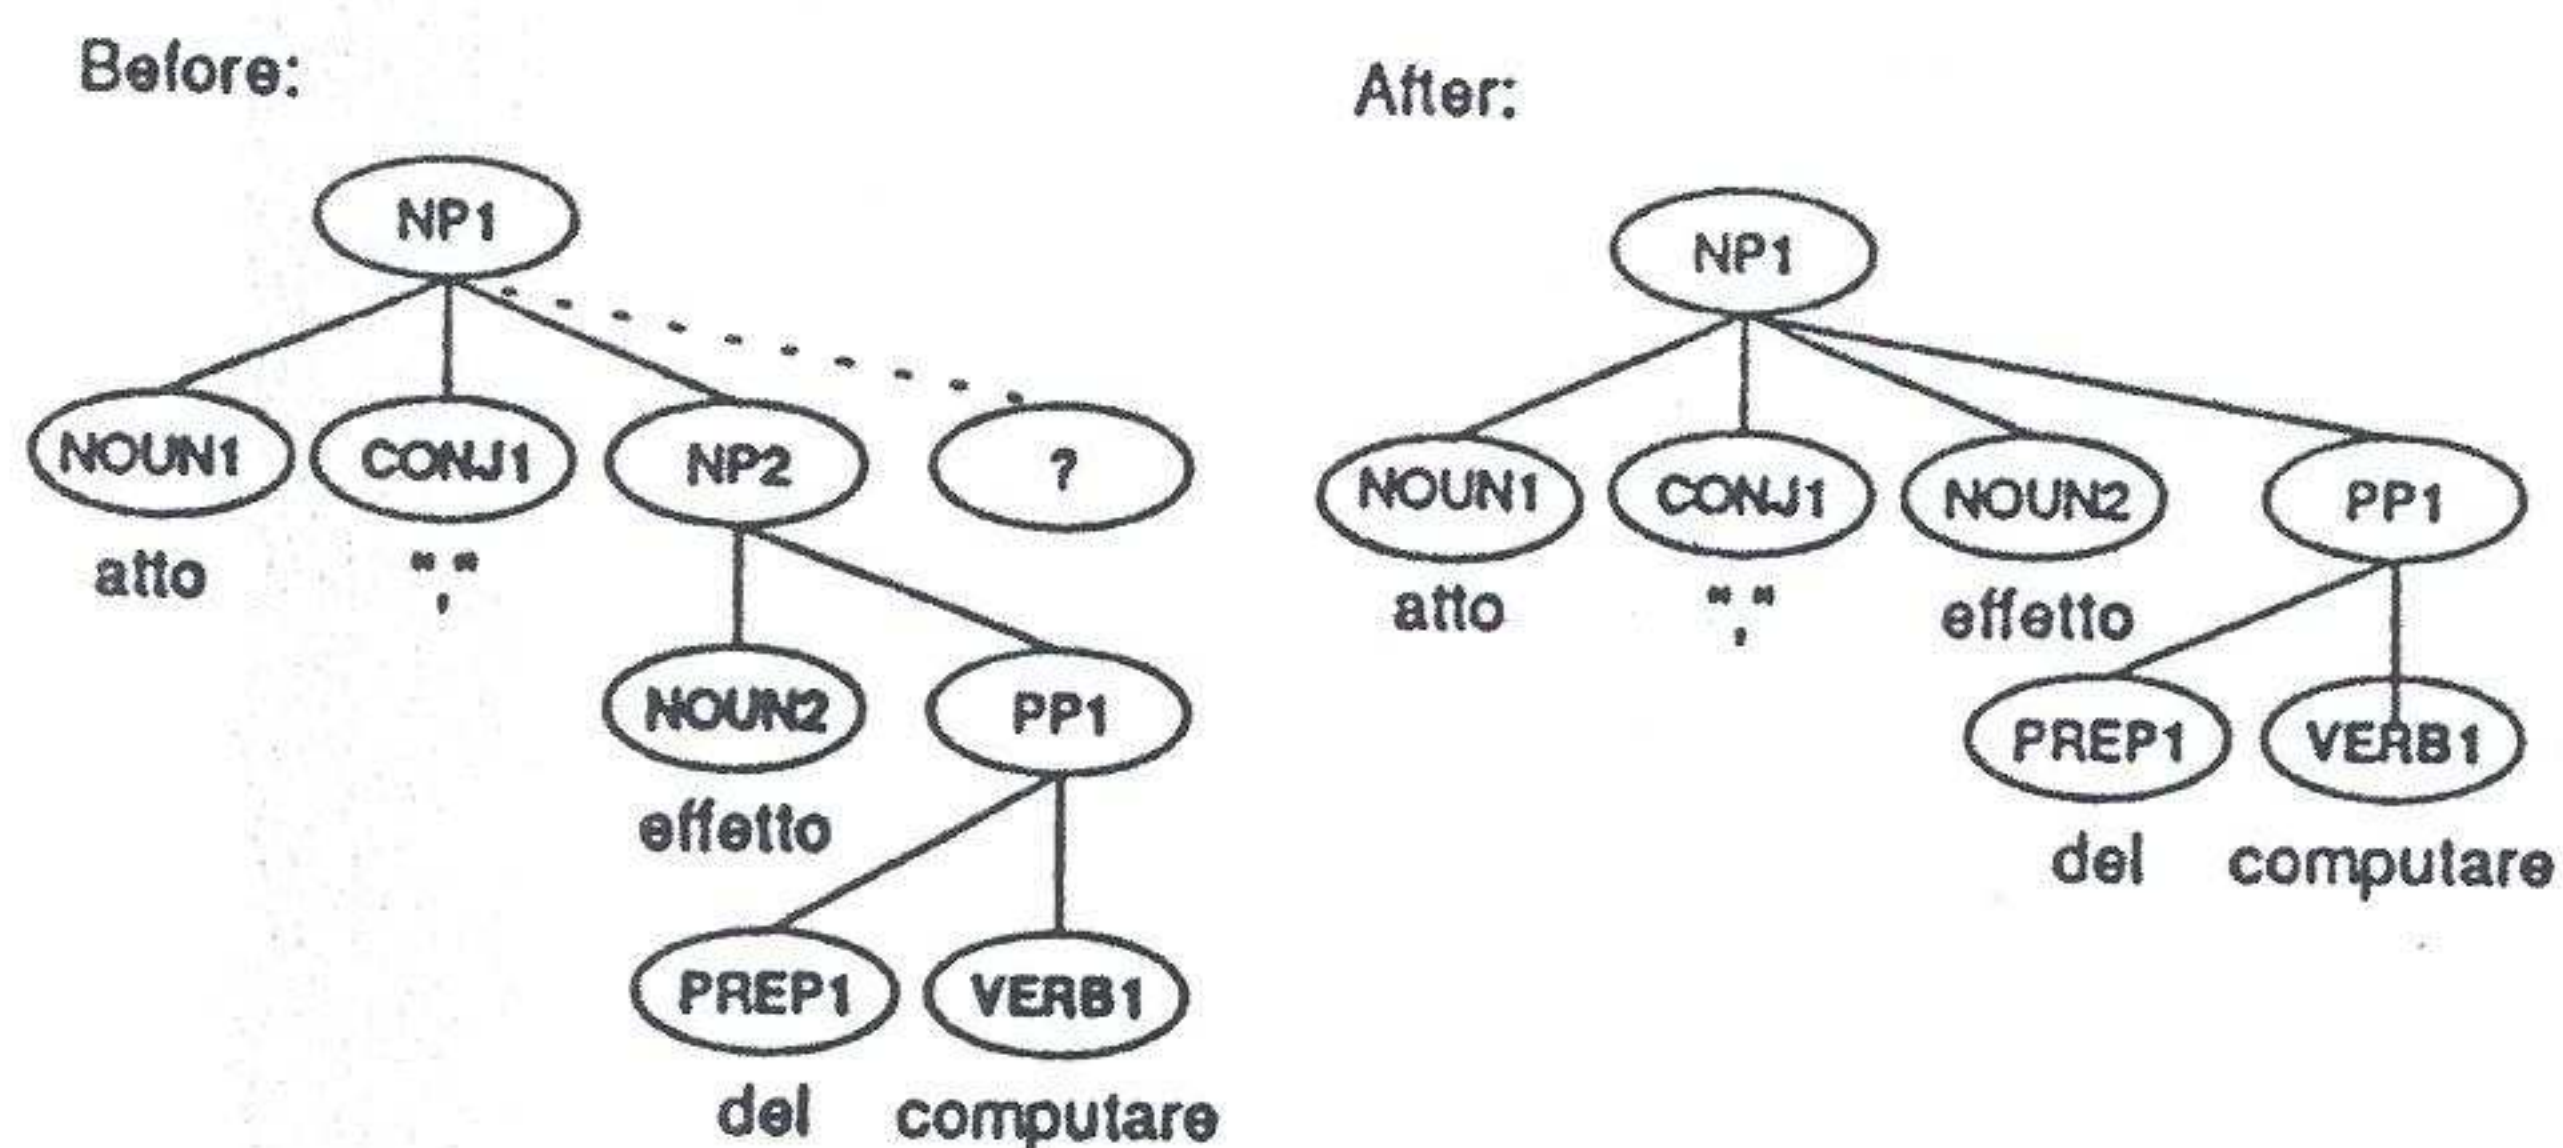 Before:
NP1
NOUN1 CONJ1 NP2 ?
atto ","
NOUN2 PP1
effetto
PREP1 VERB1
del computare
After:
NP1
NOUN1 CONJ1 NOUN2 PP1
atto "," effetto
PREP1 VERB1
del computare